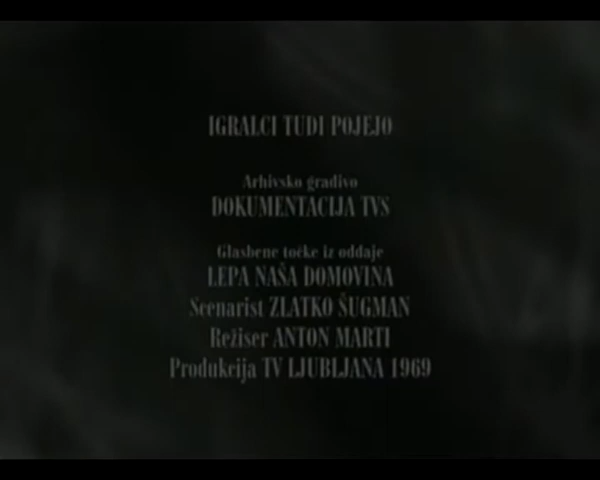 IGRALCI TUDI POJEJO
Arhivsko gradivo
DOKUMENTACIJA TVS
Glasbene točke iz oddaje
LEPA NAŠA DOMOVINA
Scenarist ZLATKO ŠUGMAN
Režiser ANTON MARTI
Produkcija TV LJUBLJANA 1969